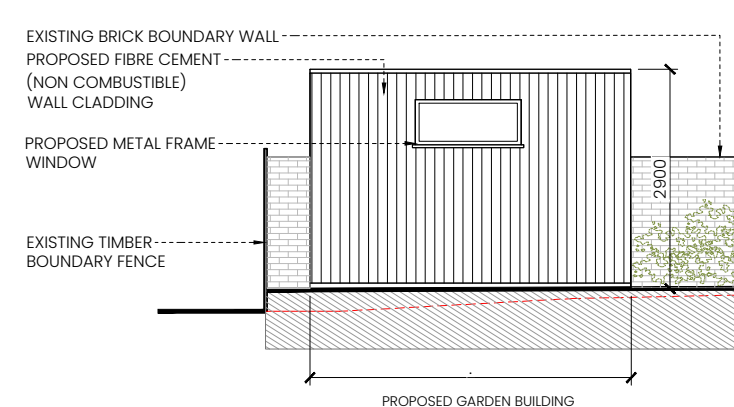 EXISTING BRICK BOUNDARY WALL
PROPOSED FIBRE CEMENT
(NON COMBUSTIBLE)
WALL CLADDING
PROPOSED METAL FRAME
WINDOW
2900
EXISTING TIMBER
BOUNDARY FENCE
PROPOSED GARDEN BUILDING